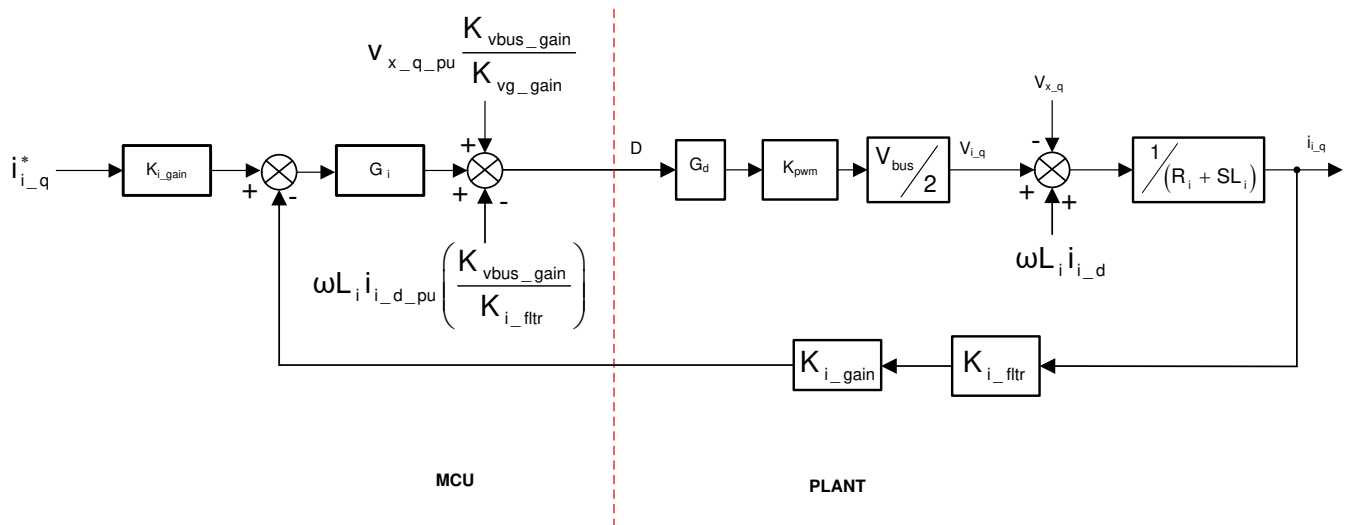 v x_q_pu K vbus_gain / K vg_gain
i*i_q
K i_gain
+
-
G i
+
+
-
ωL i i i_d_pu ( K vbus_gain / K i_fltr )
D
G d
K pwm
V bus / 2
V i_q
V x_q
-
+
+
ωL i i i_d
1 / (R i + SL i)
i i_q
K i_gain
K i_fltr
MCU
PLANT